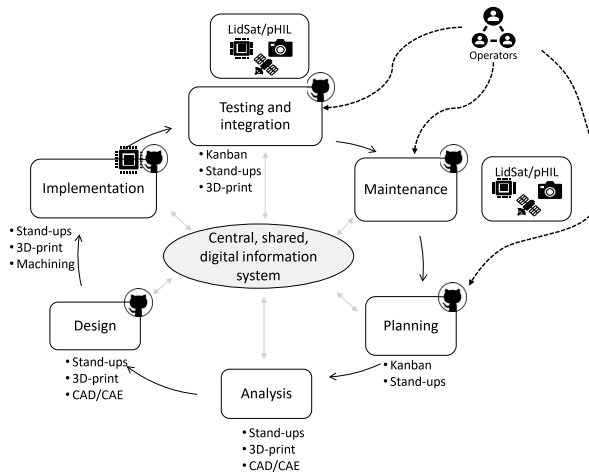 LidSat/pHIL
Operators
Testing and
integration
• Kanban
• Stand-ups
• 3D-print
Implementation
• Stand-ups
• 3D-print
• Machining
Maintenance
LidSat/pHIL
Central, shared,
digital information
system
Design
• Stand-ups
• 3D-print
• CAD/CAE
Planning
• Kanban
• Stand-ups
Analysis
• Stand-ups
• 3D-print
• CAD/CAE